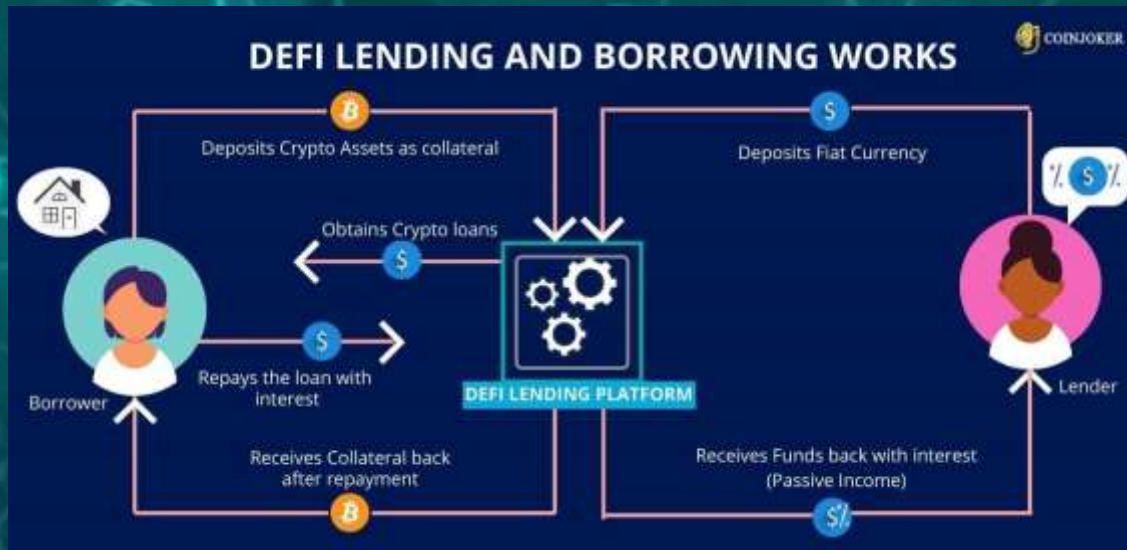 COINJOKER
DEFI LENDING AND BORROWING WORKS
Deposits Crypto Assets as collateral
Deposits Fiat Currency
Obtains Crypto loans
Repays the loan with
interest
Borrower
DEFI LENDING PLATFORM
Lender
Receives Collateral back
after repayment
Receives Funds back with interest
(Passive Income)